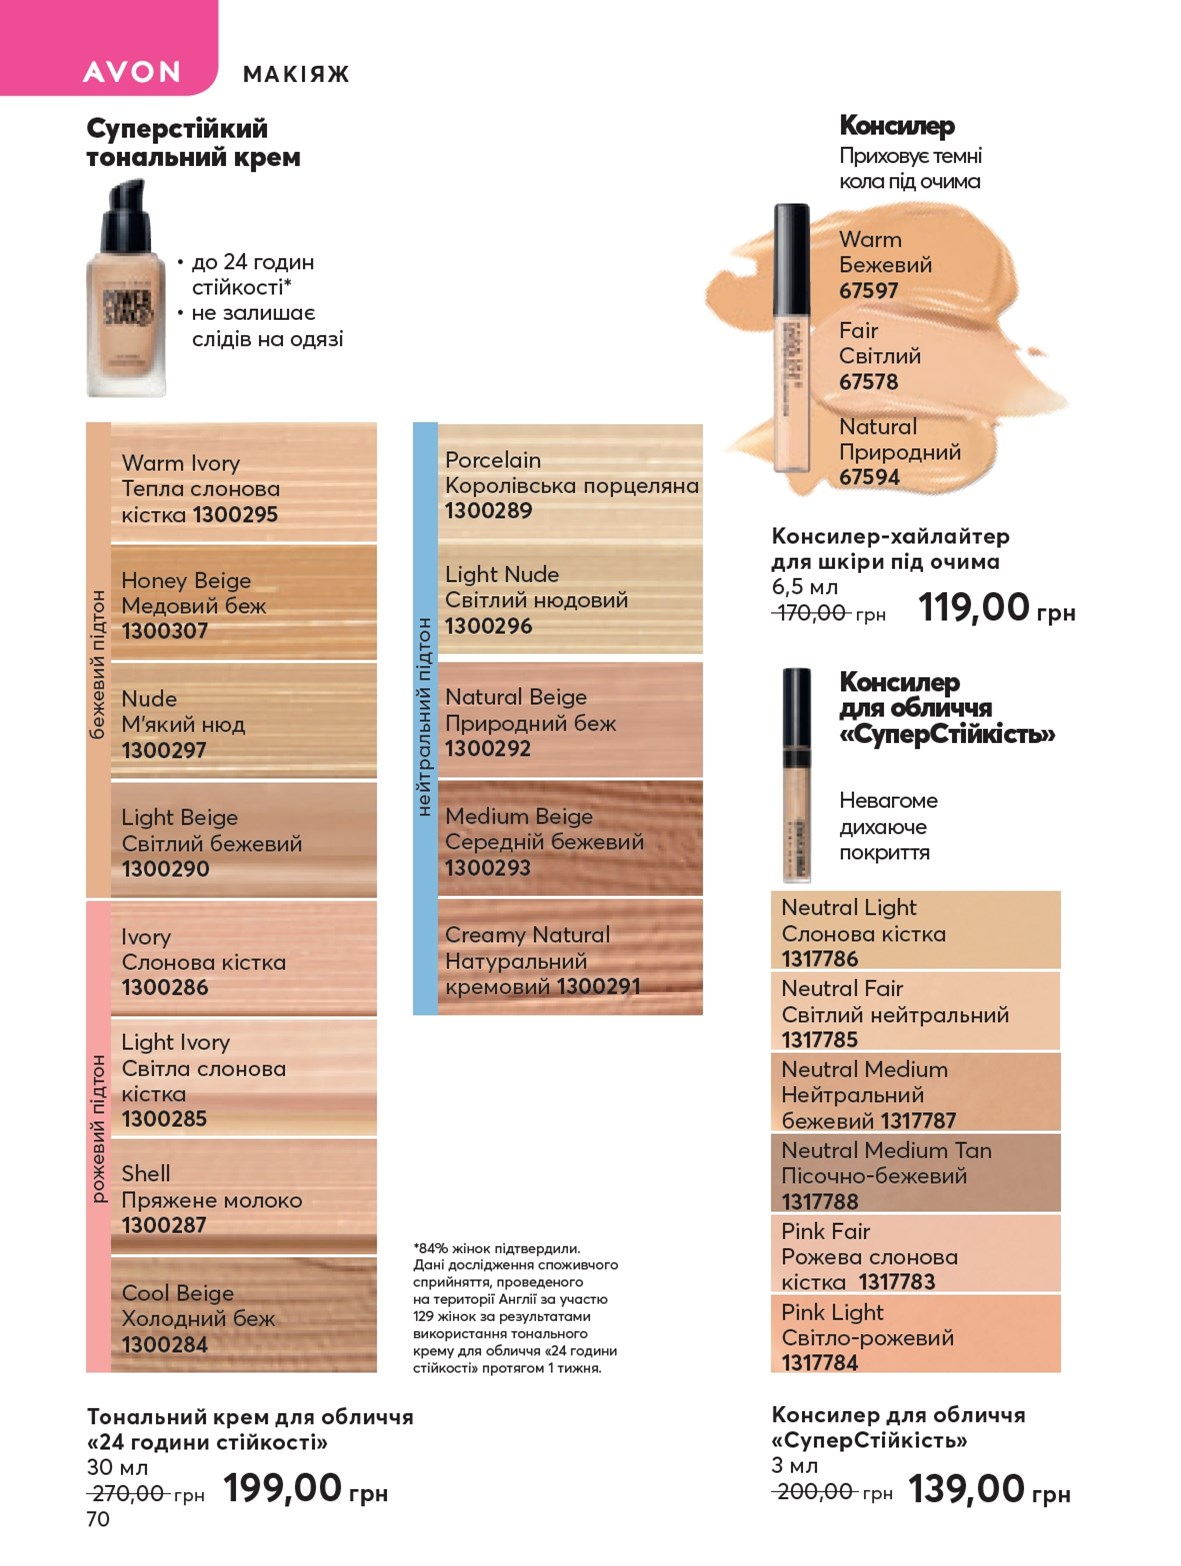 AVON
МАКІЯЖ
Суперстійкий
тональний крем
POWER
STAY
• до 24 годин
стійкості*
• не залишає
слідів на одязі
бежевий підтон
Warm Ivory
Тепла слонова
кістка 1300295
Honey Beige
Медовий беж
1300307
Nude
М'який нюд
1300297
Light Beige
Світлий бежевий
1300290
рожевий підтон
Ivory
Слонова кістка
1300286
Light Ivory
Світла слонова
кістка
1300285
Shell
Пряжене молоко
1300287
Cool Beige
Холодний беж
1300284
нейтральний підтон
Porcelain
Королівська порцеляна
1300289
Light Nude
Світлий нюдовий
1300296
Natural Beige
Природний беж
1300292
Medium Beige
Середній бежевий
1300293
Creamy Natural
Натуральний
кремовий 1300291
*84% жінок підтвердили.
Дані дослідження споживчого
сприйняття, проведеного
на території Англії за участю
129 жінок за результатами
використання тонального
крему для обличчя «24 години
стійкості» протягом 1 тижня.
Тональний крем для обличчя
«24 години стійкості»
30 мл
270,00 грн 199,00 грн
70
Консилер
Приховує темні
кола під очима
Warm
Бежевий
67597
Fair
Світлий
67578
Natural
Природний
67594
Консилер-хайлайтер
для шкіри під очима
6,5 мл
170,00 грн 119,00 грн
Консилер
для обличчя
«СуперСтійкість»
Невагоме
дихаюче
покриття
Neutral Light
Слонова кістка
1317786
Neutral Fair
Світлий нейтральний
1317785
Neutral Medium
Нейтральний
бежевий 1317787
Neutral Medium Tan
Пісочно-бежевий
1317788
Pink Fair
Рожева слонова
кістка 1317783
Pink Light
Світло-рожевий
1317784
Консилер для обличчя
«СуперСтійкість»
3 мл
200,00 грн 139,00 грн